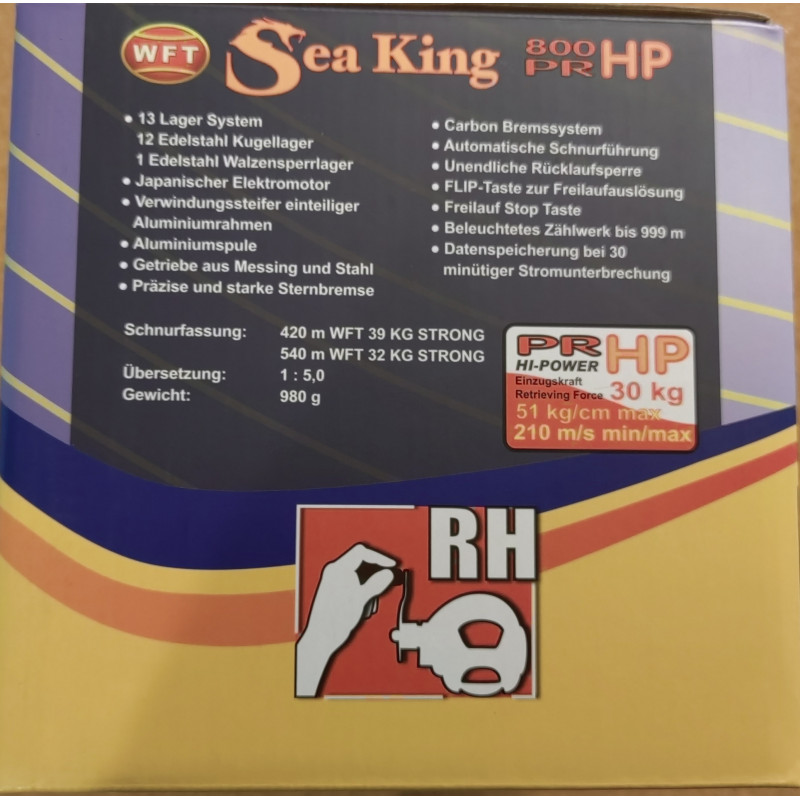 WFT
Sea King
800
PR HP
• 13 Lager System
12 Edelstahl Kugellager
1 Edelstahl Walzensperrlager
• Japanischer Elektromotor
• Verwindungssteifer einteiliger
Aluminiumrahmen
• Aluminiumspule
• Getriebe aus Messing und Stahl
• Präzise und starke Sternbremse
• Carbon Bremssystem
• Automatische Schnurführung
• Unendliche Rücklaufsperre
• FLIP-Taste zur Freilaufauslösung
• Freilauf Stop Taste
• Beleuchtetes Zählwerk bis 999 m
• Datenspeicherung bei 30
minütiger Stromunterbrechung
Schnurfassung: 420 m WFT 39 KG STRONG
540 m WFT 32 KG STRONG
Übersetzung: 1 : 5,0
Gewicht: 980 g
PR HP
HI-POWER
Einzugskraft
Retrieving Force 30 kg
51 kg/cm max
210 m/s min/max
RH